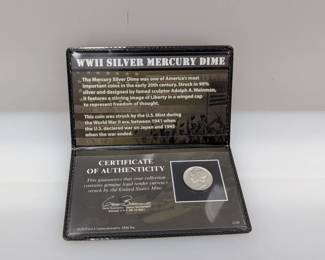 WWII SILVER MERCURY DIME
The Mercury Silver Dime was one of America's most
important coins in the early 20th century. Struck in 90%
silver and designed by famed sculptor Adolph A. Weinman,
it features a striking image of Liberty in a winged cap
to represent freedom of thought.
This coin was struck by the U.S. Mint during
the World War II era, between 1941 when
the U.S. declared war on Japan and 1945
when the war ended.
CERTIFICATE
OF AUTHENTICITY
This guarantees that your collection
contains genuine legal tender currency
struck by the United States Mint